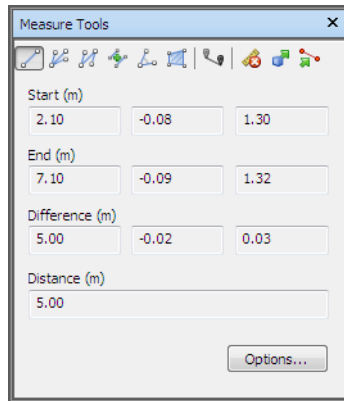 Measure Tools
Start (m)
2.10 -0.08 1.30
End (m)
7.10 -0.09 1.32
Difference (m)
5.00 -0.02 0.03
Distance (m)
5.00
Options...